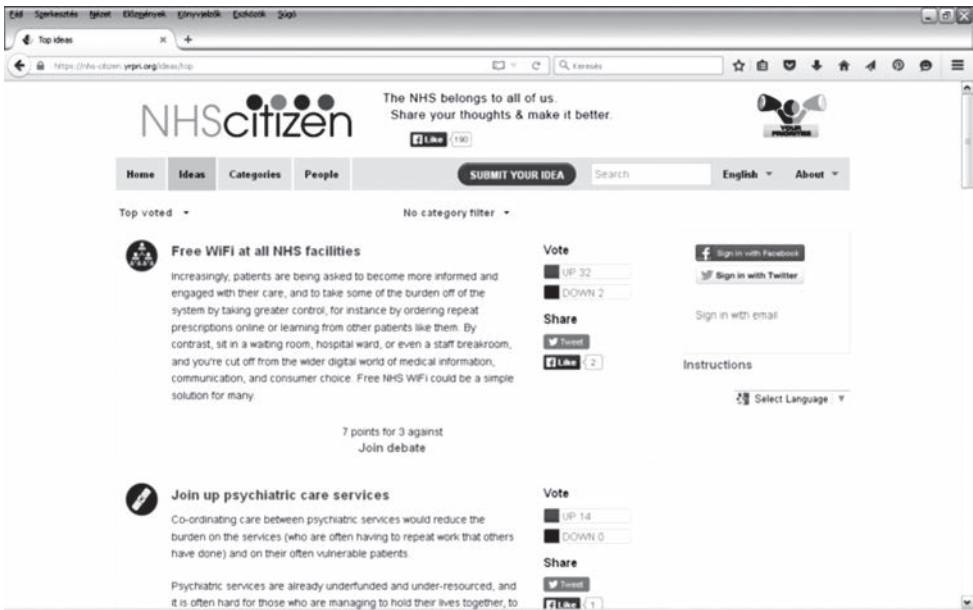 Fájl Szerkesztés Nézet Előzmények Könyvjelzők Eszközök Súgó
Top ideas × +
https://nhs-citizen.yrpri.org/ideas/top
Keresés
NHScitizen
The NHS belongs to all of us.
Share your thoughts & make it better.
Like 190
YOUR PRIORITIES
Home Ideas Categories People SUBMIT YOUR IDEA Search English About
Top voted No category filter
Free WiFi at all NHS facilities
Increasingly, patients are being asked to become more informed and
engaged with their care, and to take some of the burden off of the
system by taking greater control, for instance by ordering repeat
prescriptions online or learning from other patients like them. By
contrast, sit in a waiting room, hospital ward, or even a staff breakroom,
and you're cut off from the wider digital world of medical information,
communication, and consumer choice. Free NHS WiFi could be a simple
solution for many.
7 points for 3 against
Join debate
Vote
UP 32
DOWN 2
Share
Tweet
Like 2
Sign in with Facebook
Sign in with Twitter
Sign in with email
Instructions
Select Language
Join up psychiatric care services
Co-ordinating care between psychiatric services would reduce the
burden on the services (who are often having to repeat work that others
have done) and on their often vulnerable patients
Psychiatric services are already underfunded and under-resourced, and
it is often hard for those who are managing to hold their lives together, to
Vote
UP 14
DOWN 0
Share
Tweet
Like 1